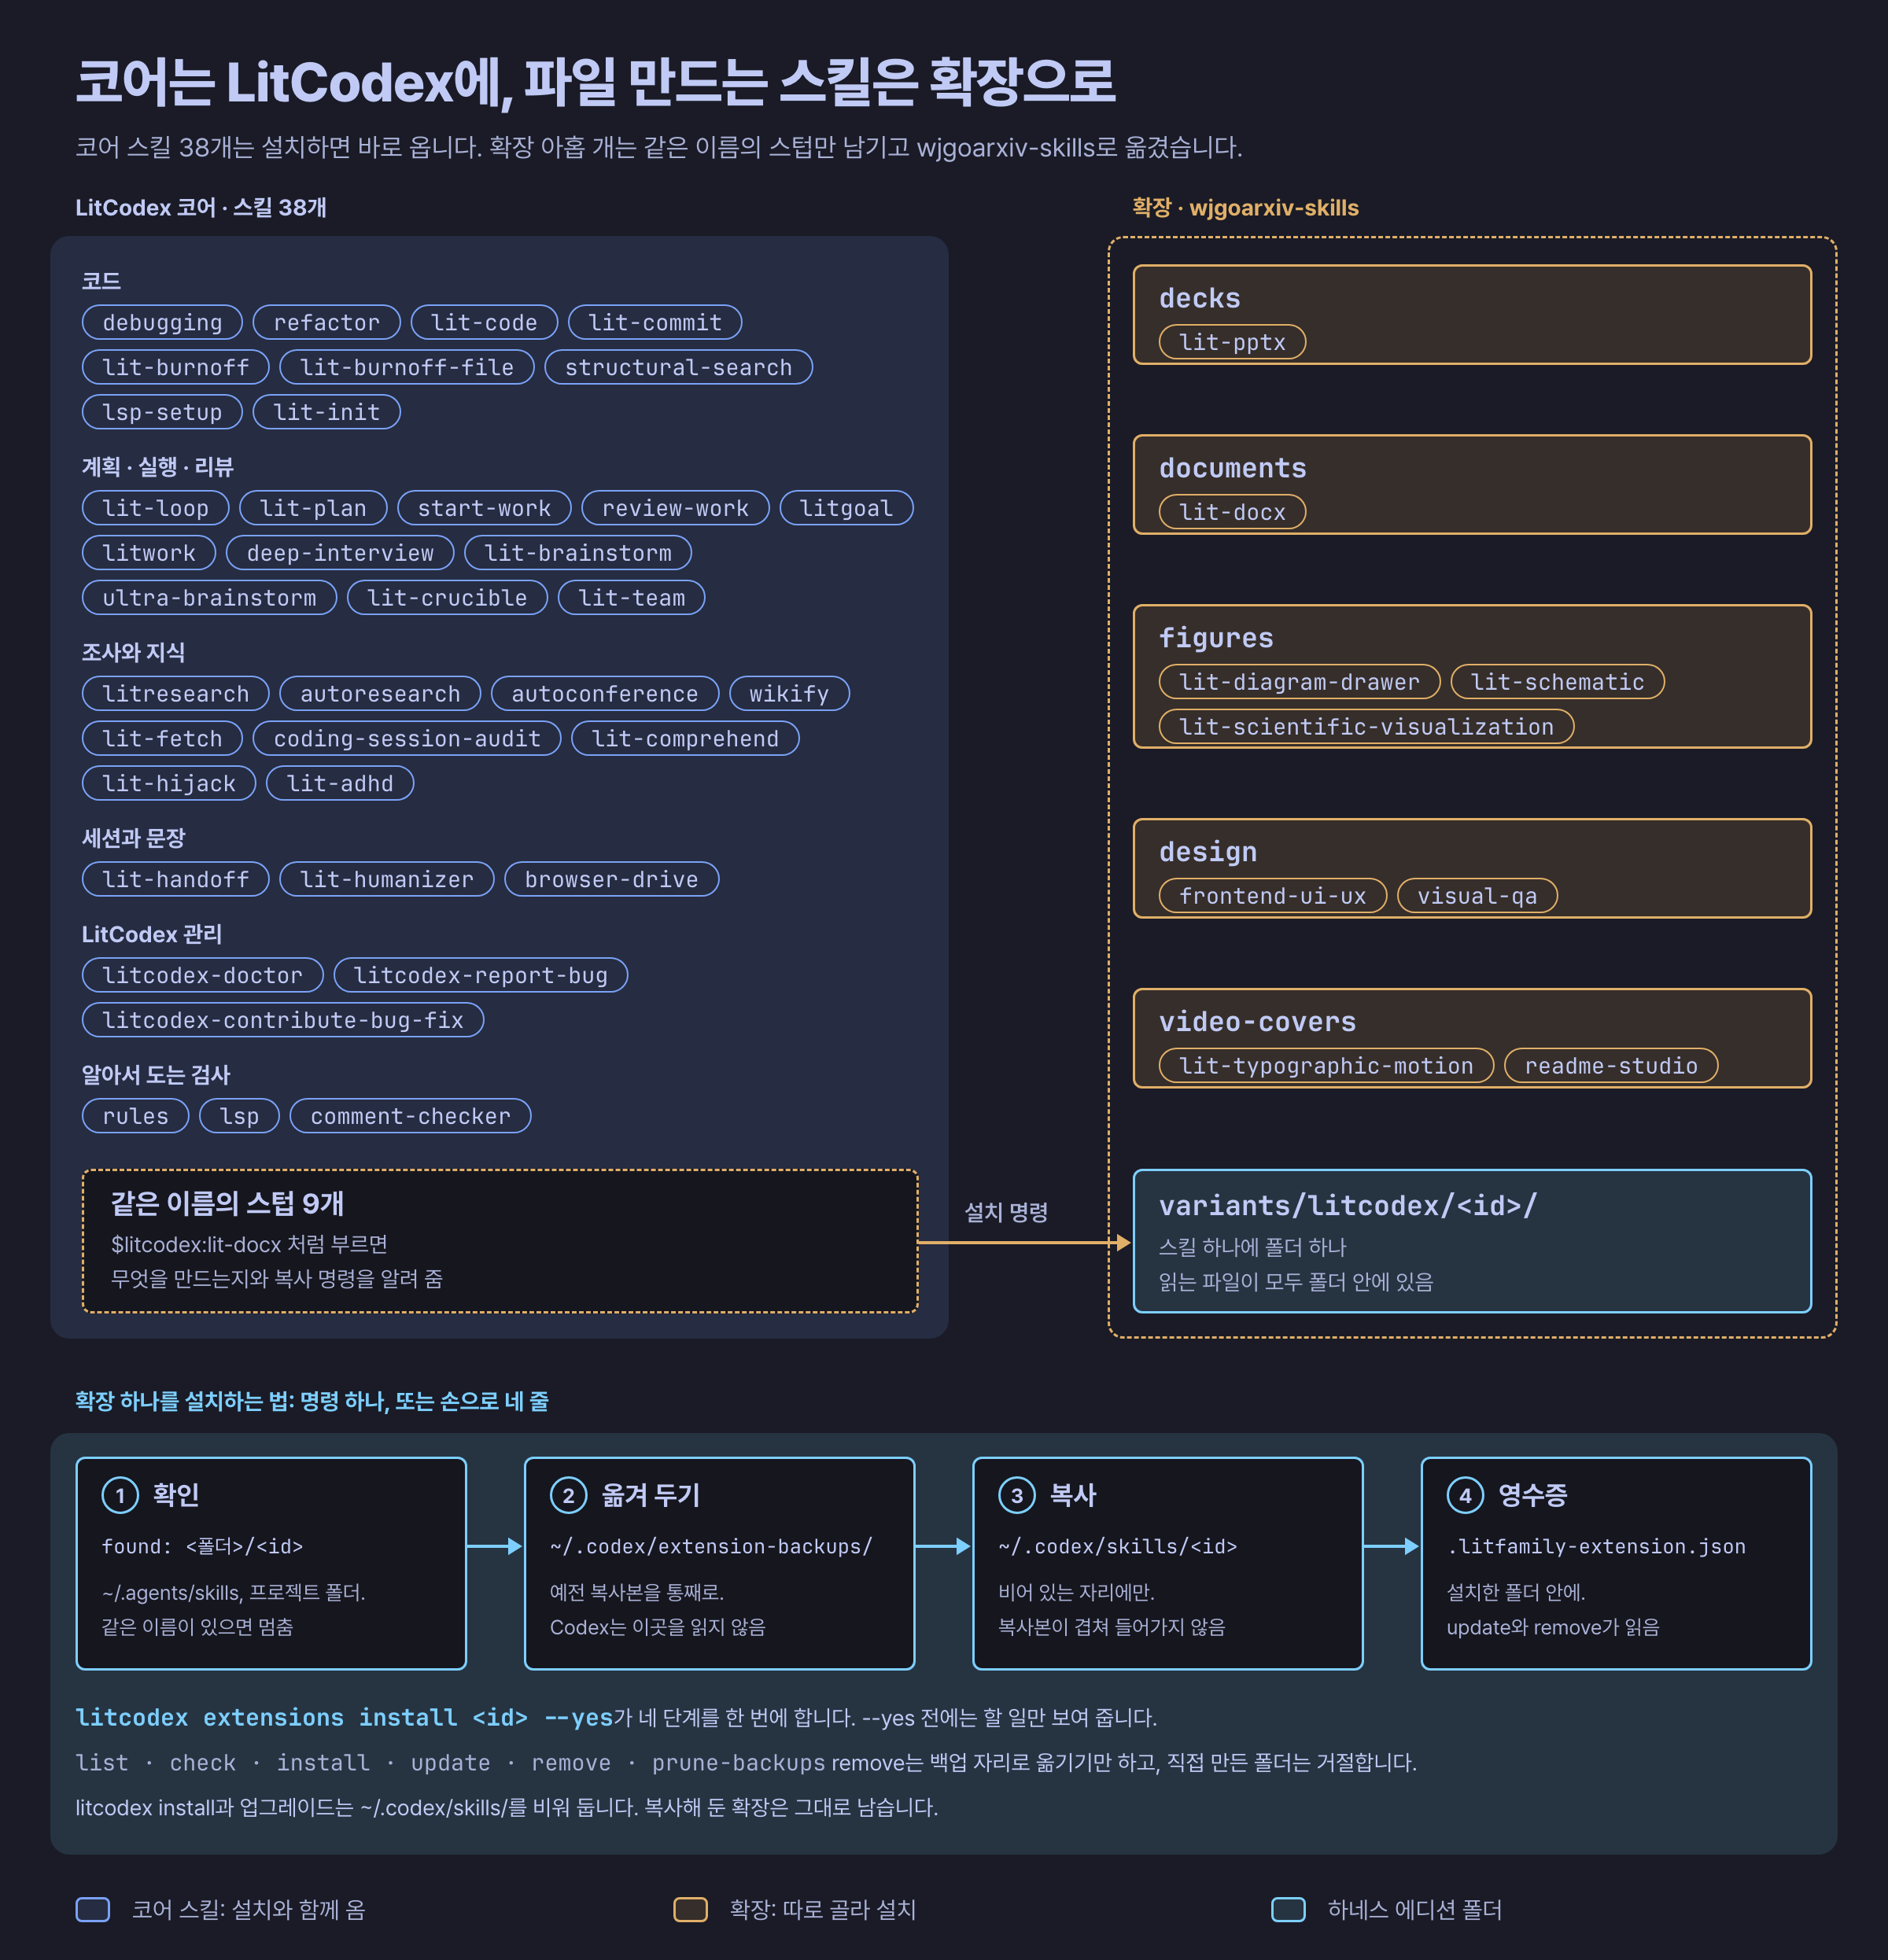 코어는 LitCodex에, 파일 만드는 스킬은 확장으로
코어 스킬 38개는 설치하면 바로 옵니다. 확장 아홉 개는 같은 이름의 스텁만 남기고 wjgoarxiv-skills로 옮겼습니다.
LitCodex 코어 · 스킬 38개
코드
debugging refactor lit-code lit-commit
lit-burnoff lit-burnoff-file structural-search
lsp-setup lit-init
계획 · 실행 · 리뷰
lit-loop lit-plan start-work review-work litgoal
litwork deep-interview lit-brainstorm
ultra-brainstorm lit-crucible lit-team
조사와 지식
litresearch autoresearch autoconference wikify
lit-fetch coding-session-audit lit-comprehend
lit-hijack lit-adhd
세션과 문장
lit-handoff lit-humanizer browser-drive
LitCodex 관리
litcodex-doctor litcodex-report-bug
litcodex-contribute-bug-fix
알아서 도는 검사
rules lsp comment-checker
같은 이름의 스텁 9개
$litcodex:lit-docx 처럼 부르면
무엇을 만드는지와 복사 명령을 알려 줌
설치 명령
확장 · wjgoarxiv-skills
decks
lit-pptx
documents
lit-docx
figures
lit-diagram-drawer lit-schematic
lit-scientific-visualization
design
frontend-ui-ux visual-qa
video-covers
lit-typographic-motion readme-studio
variants/litcodex/<id>/
스킬 하나에 폴더 하나
읽는 파일이 모두 폴더 안에 있음
확장 하나를 설치하는 법: 명령 하나, 또는 손으로 네 줄
1 확인
found: <폴더>/<id>
~/.agents/skills, 프로젝트 폴더.
같은 이름이 있으면 멈춤
2 옮겨 두기
~/.codex/extension-backups/
예전 복사본을 통째로.
Codex는 이곳을 읽지 않음
3 복사
~/.codex/skills/<id>
비어 있는 자리에만.
복사본이 겹쳐 들어가지 않음
4 영수증
.litfamily-extension.json
설치한 폴더 안에.
update와 remove가 읽음
litcodex extensions install <id> --yes가 네 단계를 한 번에 합니다. --yes 전에는 할 일만 보여 줍니다.
list · check · install · update · remove · prune-backups remove는 백업 자리로 옮기기만 하고, 직접 만든 폴더는 거절합니다.
litcodex install과 업그레이드는 ~/.codex/skills/를 비워 둡니다. 복사해 둔 확장은 그대로 남습니다.
코어 스킬: 설치와 함께 옴
확장: 따로 골라 설치
하네스 에디션 폴더